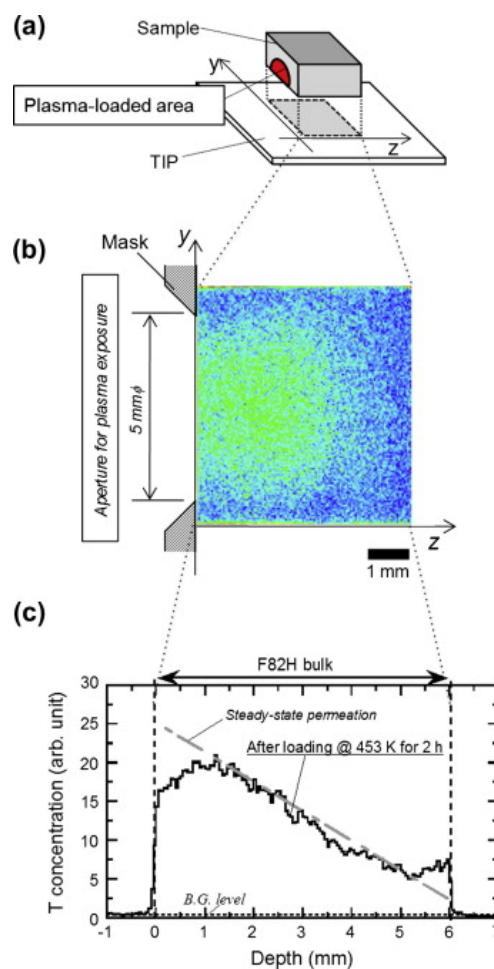 (a)
Sample
y
Plasma-loaded area
TIP
z
(b)
Mask
y
Aperture for plasma exposure
5 mmϕ
z
1 mm
(c)
F82H bulk
T concentration (arb. unit)
30
25
20
15
10
5
0
Steady-state permeation
After loading @ 453 K for 2 h
B.G. level
-1 0 1 2 3 4 5 6 7
Depth (mm)